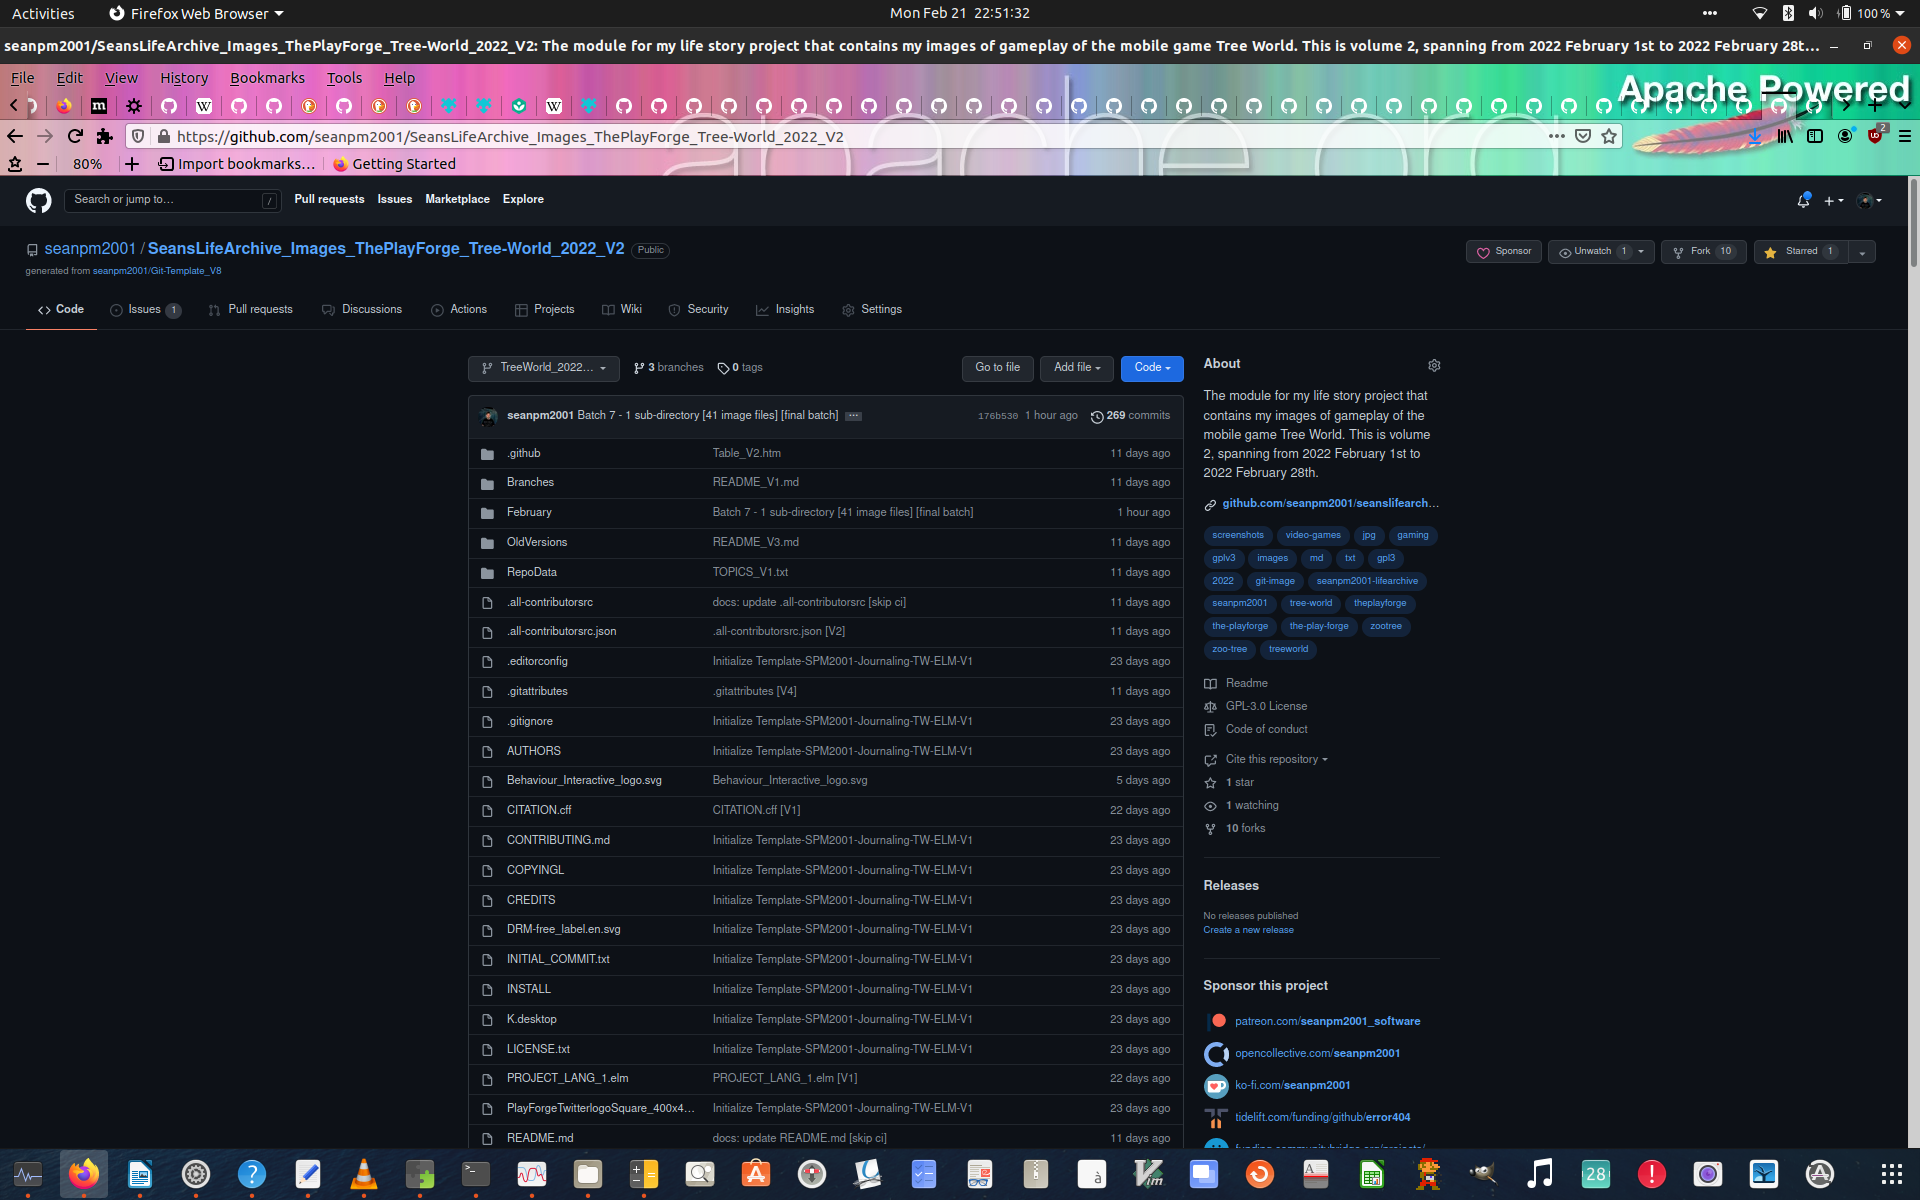 Activities Firefox Web Browser Mon Feb 21 22:51:32 100 %
seanpm2001/SeansLifeArchive_Images_ThePlayForge_Tree-World_2022_V2: The module for my life story project that contains my images of gameplay of the mobile game Tree World. This is volume 2, spanning from 2022 February 1st to 2022 February 28t…
File Edit View History Bookmarks Tools Help
Apache Powered
https://github.com/seanpm2001/SeansLifeArchive_Images_ThePlayForge_Tree-World_2022_V2
80% Import bookmarks… Getting Started
Search or jump to… / Pull requests Issues Marketplace Explore
seanpm2001 / SeansLifeArchive_Images_ThePlayForge_Tree-World_2022_V2 Public
Sponsor Unwatch 1 Fork 10 Starred 1
generated from seanpm2001/Git-Template_V8
Code Issues 1 Pull requests Discussions Actions Projects Wiki Security Insights Settings
TreeWorld_2022… 3 branches 0 tags Go to file Add file Code
seanpm2001 Batch 7 - 1 sub-directory [41 image files] [final batch] 176b530 1 hour ago 269 commits
.github Table_V2.htm 11 days ago
Branches README_V1.md 11 days ago
February Batch 7 - 1 sub-directory [41 image files] [final batch] 1 hour ago
OldVersions README_V3.md 11 days ago
RepoData TOPICS_V1.txt 11 days ago
.all-contributorsrc docs: update .all-contributorsrc [skip ci] 11 days ago
.all-contributorsrc.json .all-contributorsrc.json [V2] 11 days ago
.editorconfig Initialize Template-SPM2001-Journaling-TW-ELM-V1 23 days ago
.gitattributes .gitattributes [V4] 11 days ago
.gitignore Initialize Template-SPM2001-Journaling-TW-ELM-V1 23 days ago
AUTHORS Initialize Template-SPM2001-Journaling-TW-ELM-V1 23 days ago
Behaviour_Interactive_logo.svg Behaviour_Interactive_logo.svg 5 days ago
CITATION.cff CITATION.cff [V1] 22 days ago
CONTRIBUTING.md Initialize Template-SPM2001-Journaling-TW-ELM-V1 23 days ago
COPYINGL Initialize Template-SPM2001-Journaling-TW-ELM-V1 23 days ago
CREDITS Initialize Template-SPM2001-Journaling-TW-ELM-V1 23 days ago
DRM-free_label.en.svg Initialize Template-SPM2001-Journaling-TW-ELM-V1 23 days ago
INITIAL_COMMIT.txt Initialize Template-SPM2001-Journaling-TW-ELM-V1 23 days ago
INSTALL Initialize Template-SPM2001-Journaling-TW-ELM-V1 23 days ago
K.desktop Initialize Template-SPM2001-Journaling-TW-ELM-V1 23 days ago
LICENSE.txt Initialize Template-SPM2001-Journaling-TW-ELM-V1 23 days ago
PROJECT_LANG_1.elm PROJECT_LANG_1.elm [V1] 22 days ago
PlayForgeTwitterlogoSquare_400x4… Initialize Template-SPM2001-Journaling-TW-ELM-V1 23 days ago
README.md docs: update README.md [skip ci] 11 days ago
About
The module for my life story project that
contains my images of gameplay of the
mobile game Tree World. This is volume
2, spanning from 2022 February 1st to
2022 February 28th.
github.com/seanpm2001/seanslifearch…
screenshots video-games jpg gaming
gplv3 images md txt gpl3
2022 git-image seanpm2001-lifearchive
seanpm2001 tree-world theplayforge
the-playforge the-play-forge zootree
zoo-tree treeworld
Readme
GPL-3.0 License
Code of conduct
Cite this repository
1 star
1 watching
10 forks
Releases
No releases published
Create a new release
Sponsor this project
patreon.com/seanpm2001_software
opencollective.com/seanpm2001
ko-fi.com/seanpm2001
tidelift.com/funding/github/error404
28